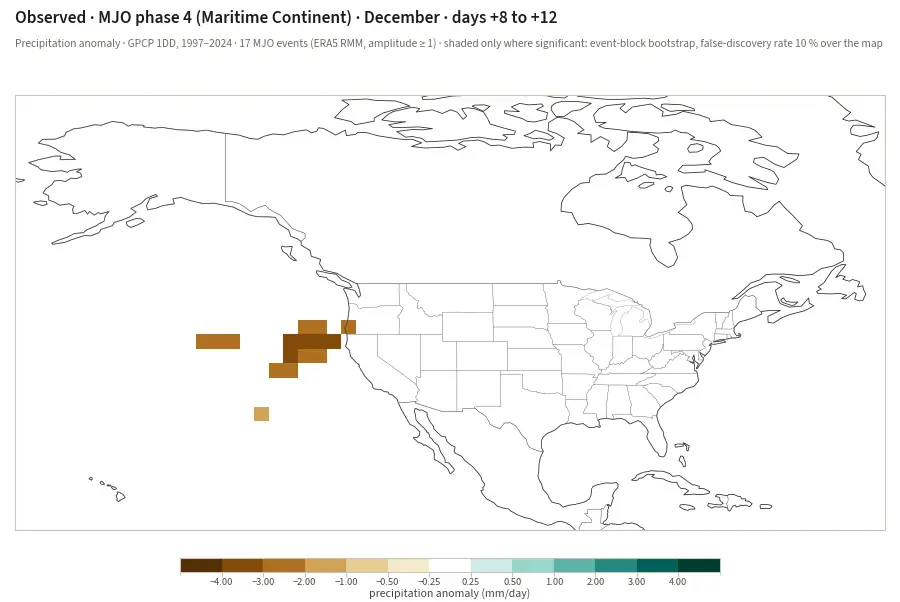 Observed · MJO phase 4 (Maritime Continent) · December · days +8 to +12
Precipitation anomaly · GPCP 1DD, 1997–2024 · 17 MJO events (ERA5 RMM, amplitude ≥ 1) · shaded only where significant: event-block bootstrap, false-discovery rate 10 % over the map
−4.00 −3.00 −2.00 −1.00 −0.50 −0.25 0.25 0.50 1.00 2.00 3.00 4.00
precipitation anomaly (mm/day)